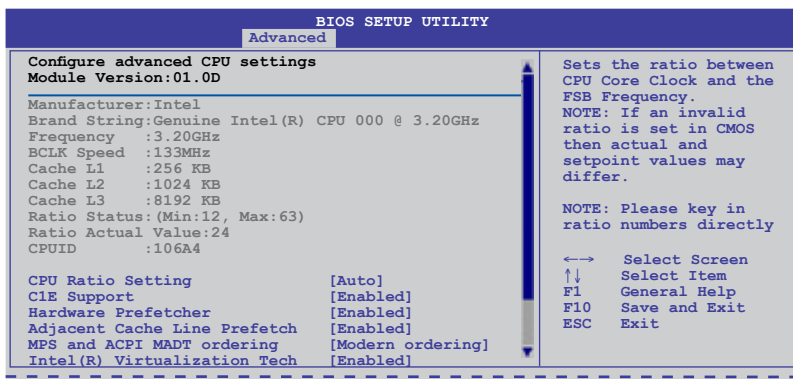 BIOS SETUP UTILITY
Advanced
Configure advanced CPU settings
Module Version:01.0D
Manufacturer:Intel
Brand String:Genuine Intel(R) CPU 000 @ 3.20GHz
Frequency :3.20GHz
BCLK Speed :133MHz
Cache L1 :256 KB
Cache L2 :1024 KB
Cache L3 :8192 KB
Ratio Status:(Min:12, Max:63)
Ratio Actual Value:24
CPUID :106A4
CPU Ratio Setting [Auto]
C1E Support [Enabled]
Hardware Prefetcher [Enabled]
Adjacent Cache Line Prefetch [Enabled]
MPS and ACPI MADT ordering [Modern ordering]
Intel(R) Virtualization Tech [Enabled]
Sets the ratio between
CPU Core Clock and the
FSB Frequency.
NOTE: If an invalid
ratio is set in CMOS
then actual and
setpoint values may
differ.
NOTE: Please key in
ratio numbers directly
←→ Select Screen
↑↓ Select Item
F1 General Help
F10 Save and Exit
ESC Exit